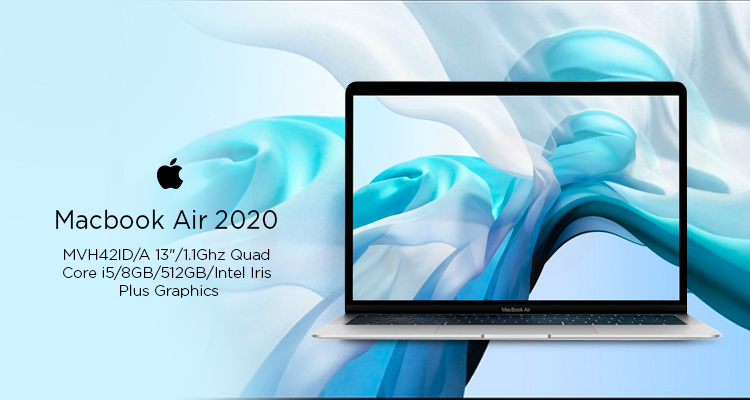 Macbook Air 2020
MVH42ID/A 13"/1.1Ghz Quad
Core i5/8GB/512GB/Intel Iris
Plus Graphics
MacBook Air